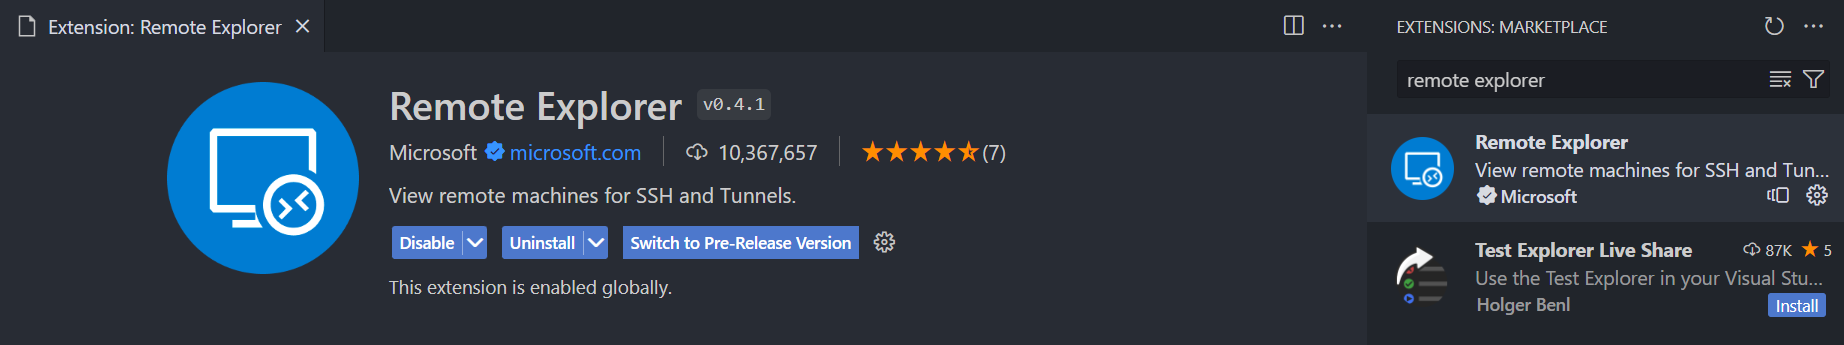 Extension: Remote Explorer
Remote Explorer v0.4.1
Microsoft microsoft.com 10,367,657 (7)
View remote machines for SSH and Tunnels.
Disable Uninstall Switch to Pre-Release Version
This extension is enabled globally.
EXTENSIONS: MARKETPLACE
remote explorer
Remote Explorer
View remote machines for SSH and Tun...
Microsoft
Test Explorer Live Share 87K 5
Use the Test Explorer in your Visual Stu...
Holger Benl Install